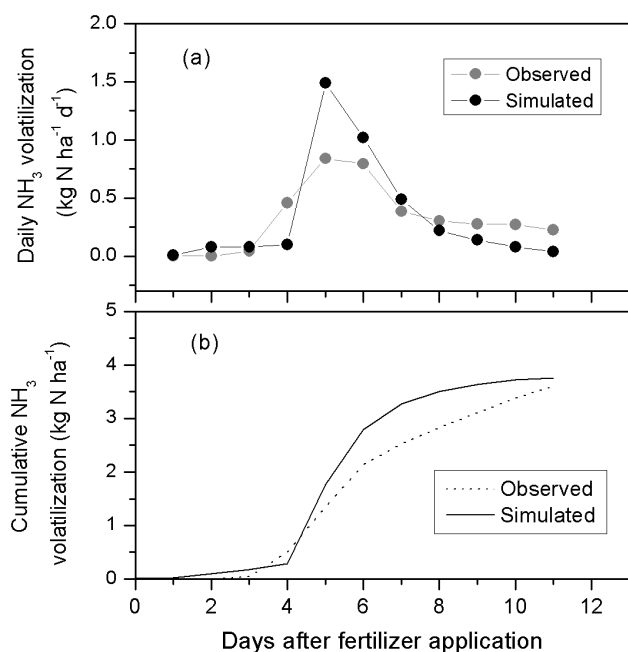 2.0
1.5
1.0
0.5
0.0
Daily NH₃ volatilization
(kg N ha⁻¹ d⁻¹)
(a)
Observed
Simulated
5
4
3
2
1
0
Cumulative NH₃
volatilization (kg N ha⁻¹)
(b)
Observed
Simulated
0 2 4 6 8 10 12
Days after fertilizer application